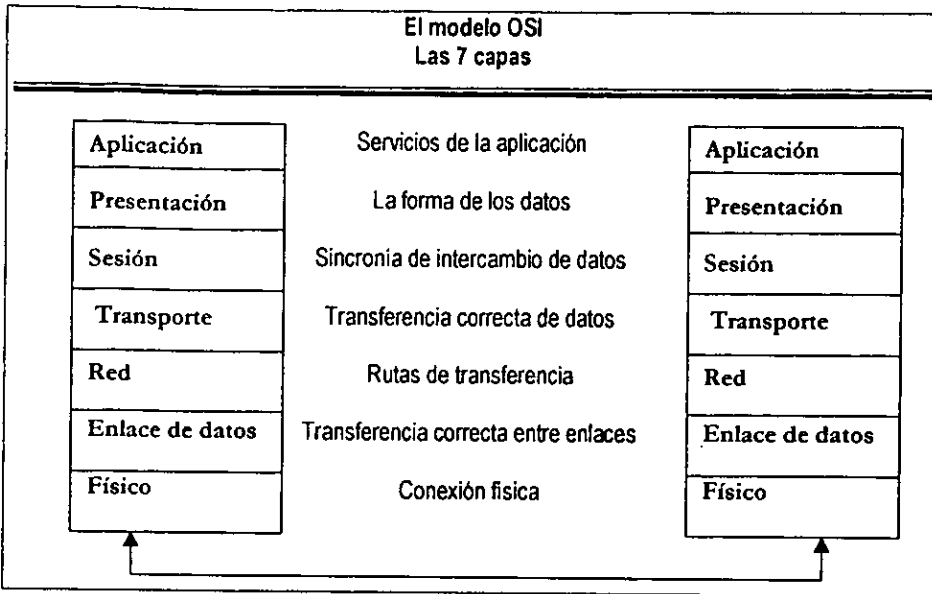 El modelo OSI
Las 7 capas
Aplicación Servicios de la aplicación Aplicación
Presentación La forma de los datos Presentación
Sesión Sincronía de intercambio de datos Sesión
Transporte Transferencia correcta de datos Transporte
Red Rutas de transferencia Red
Enlace de datos Transferencia correcta entre enlaces Enlace de datos
Físico Conexión fisica Físico